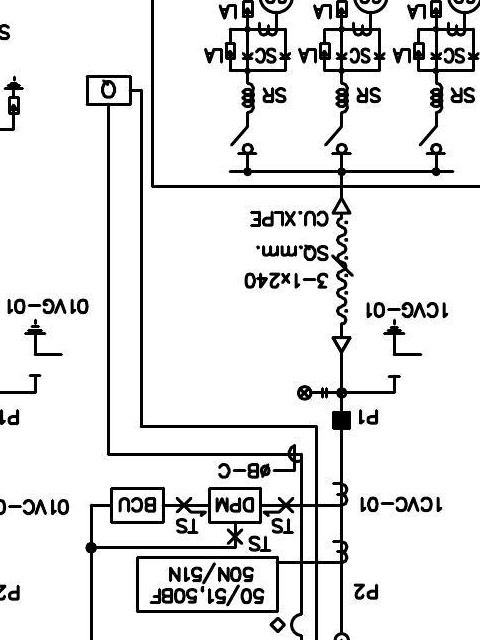 50/51,50BF
50N/51N
P2
P2
TS
TS
TS
1CVC-01
DPM
BCU
01VC-0
øB-C
P1
P1
1CVG-01
01VG-01
3-1x240
SQ.mm.
CU.XLPE
SR
SR
SR
Q
SC
LA
SC
LA
SC
LA
LA
LA
LA